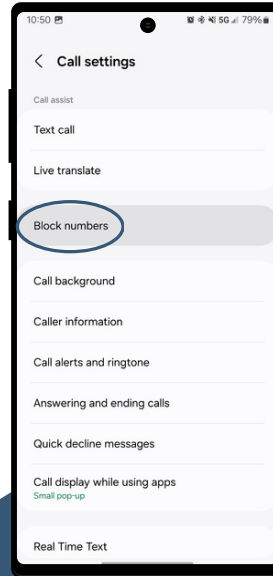 10:50
5G 79%
Call settings
Call assist
Text call
Live translate
Block numbers
Call background
Caller information
Call alerts and ringtone
Answering and ending calls
Quick decline messages
Call display while using apps
Small pop-up
Real Time Text